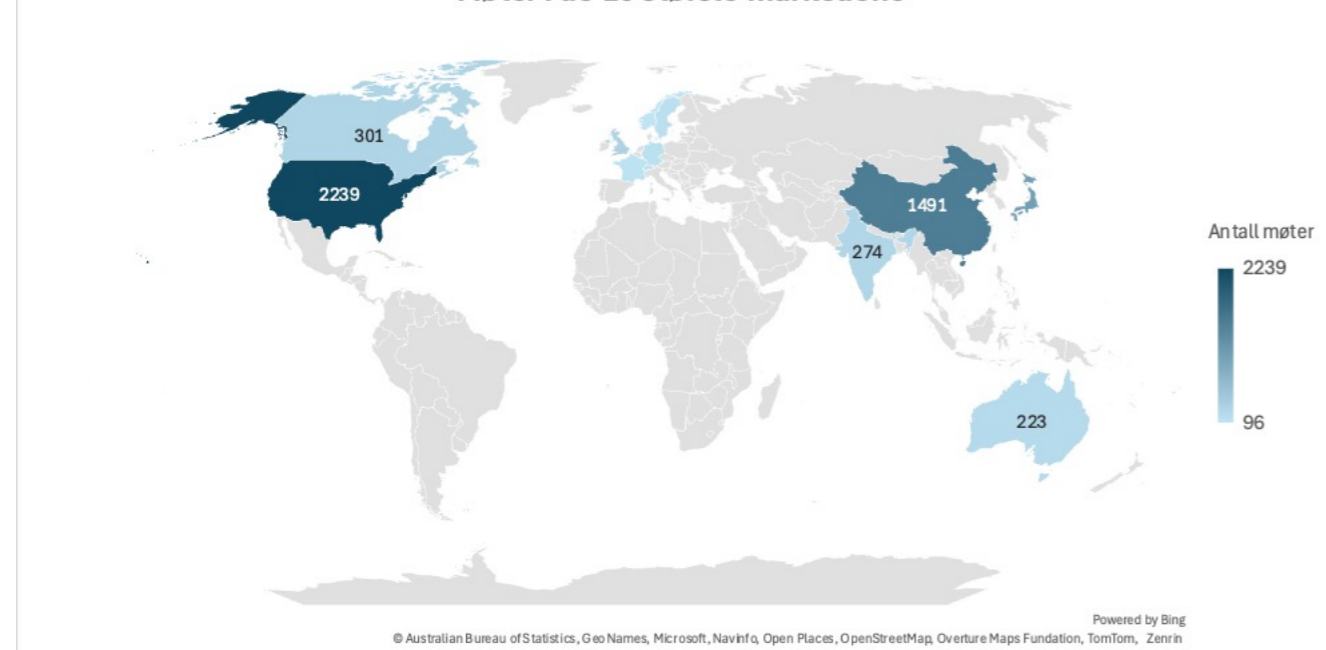 301
2239
1491
274
223
Antall møter
2239
96
Powered by Bing
© Australian Bureau of Statistics, GeoNames, Microsoft, Navinfo, Open Places, OpenStreetMap, Overture Maps Fundation, TomTom, Zenrin